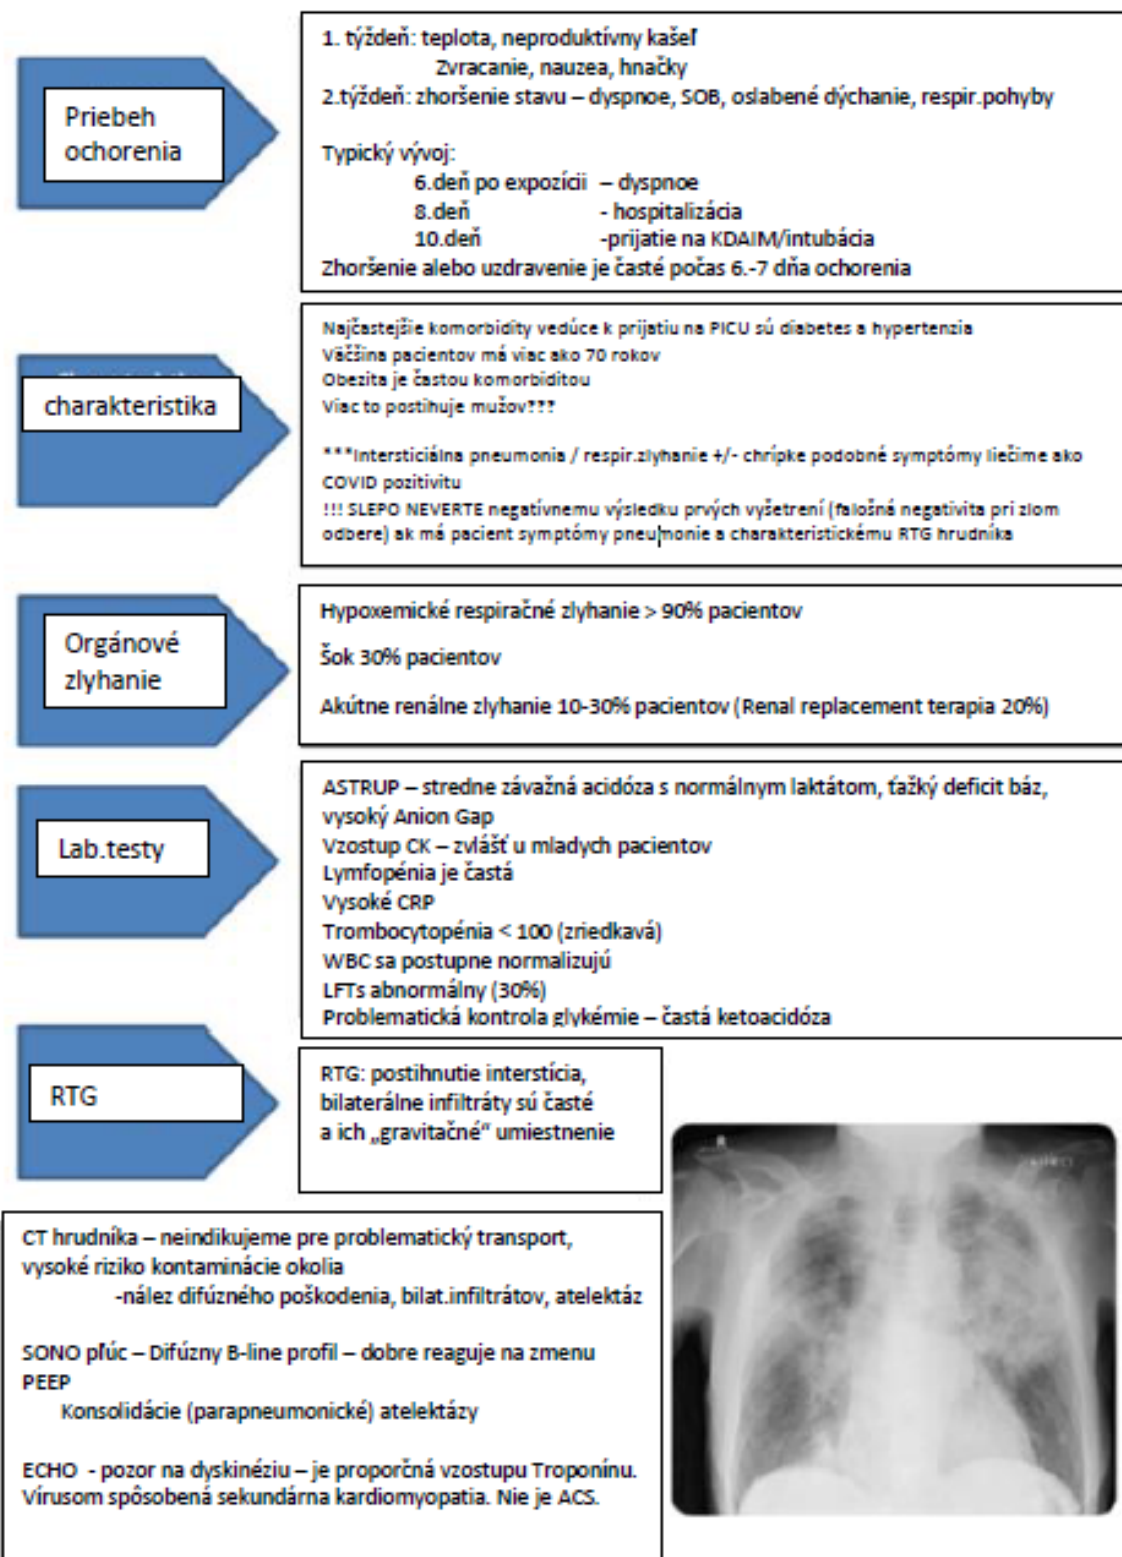 Priebeh
ochorenia
1. týždeň: teplota, neproduktívny kašeľ
Zvracanie, nauzea, hnačky
2.týždeň: zhoršenie stavu – dyspnoe, SOB, oslabené dýchanie, respir.pohyby
Typický vývoj:
6.deň po expozícii – dyspnoe
8.deň - hospitalizácia
10.deň -prijatie na KDAIM/intubácia
Zhoršenie alebo uzdravenie je časté počas 6.-7 dňa ochorenia
charakteristika
Najčastejšie komorbidity vedúce k prijatiu na PICU sú diabetes a hypertenzia
Väčšina pacientov má viac ako 70 rokov
Obezita je častou komorbiditou
Viac to postihuje mužov???
***Intersticiálna pneumonia / respir.zlyhanie +/- chrípke podobné symptómy liečime ako
COVID pozitivitu
!!! SLEPO NEVERTE negatívnemu výsledku prvých vyšetrení (falošná negativita pri zlom
odbere) ak má pacient symptómy pneumonie a charakteristickému RTG hrudníka
Orgánové
zlyhanie
Hypoxemické respiračné zlyhanie > 90% pacientov
Šok 30% pacientov
Akútne renálne zlyhanie 10-30% pacientov (Renal replacement terapia 20%)
Lab.testy
ASTRUP – stredne závažná acidóza s normálnym laktátom, ťažký deficit báz,
vysoký Anion Gap
Vzostup CK – zvlášť u mladych pacientov
Lymfopénia je častá
Vysoké CRP
Trombocytopénia < 100 (zriedkavá)
WBC sa postupne normalizujú
LFTs abnormálny (30%)
Problematická kontrola glykémie – častá ketoacidóza
RTG
RTG: postihnutie interstícia,
bilaterálne infiltráty sú časté
a ich „gravitačné“ umiestnenie
CT hrudníka – neindikujeme pre problematický transport,
vysoké riziko kontaminácie okolia
-nález difúzného poškodenia, bilat.infiltrátov, atelektáz
SONO pľúc – Difúzny B-line profil – dobre reaguje na zmenu
PEEP
Konsolidácie (parapneumonické) atelektázy
ECHO - pozor na dyskinéziu – je proporčná vzostupu Troponínu.
Vírusom spôsobená sekundárna kardiomyopatia. Nie je ACS.
R